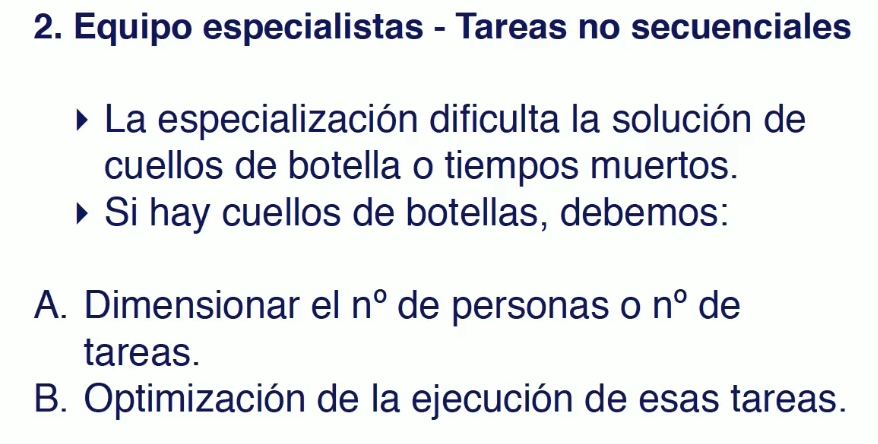 2. Equipo especialistas - Tareas no secuenciales
La especialización dificulta la solución de
cuellos de botella o tiempos muertos.
Si hay cuellos de botellas, debemos:
A. Dimensionar el nº de personas o nº de
tareas.
B. Optimización de la ejecución de esas tareas.